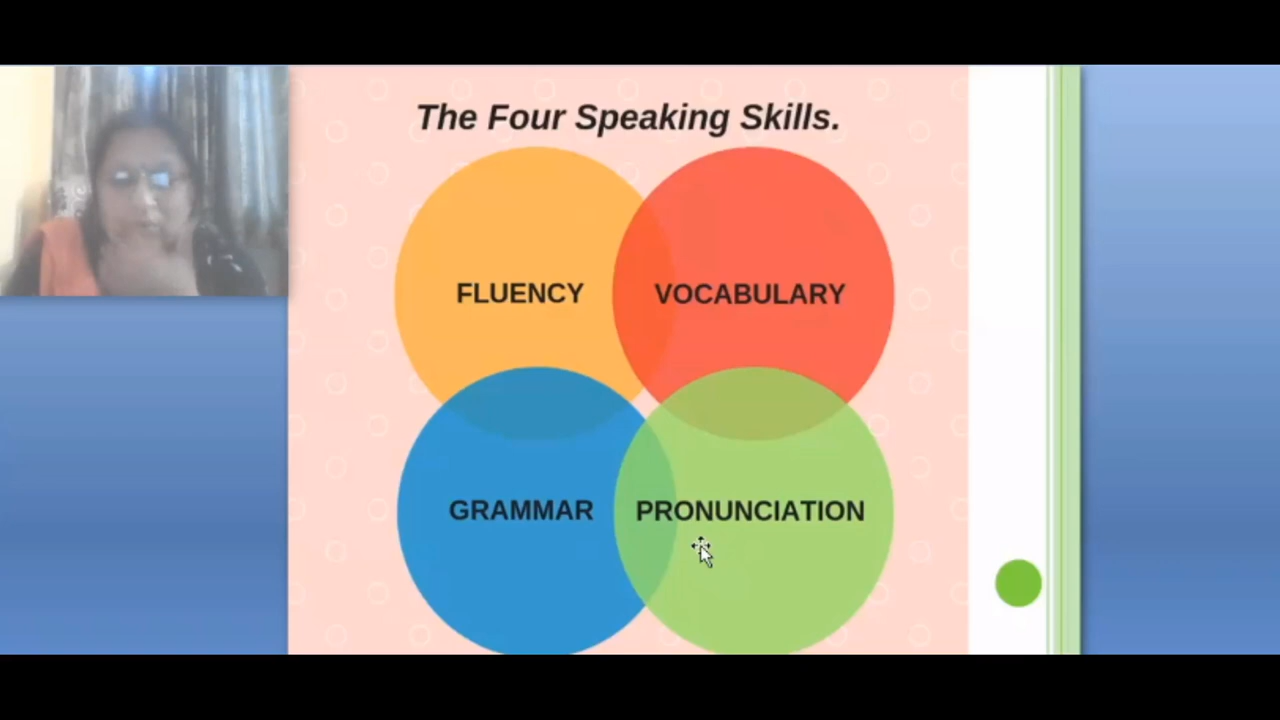 The Four Speaking Skills.
FLUENCY
VOCABULARY
GRAMMAR
PRONUNCIATION